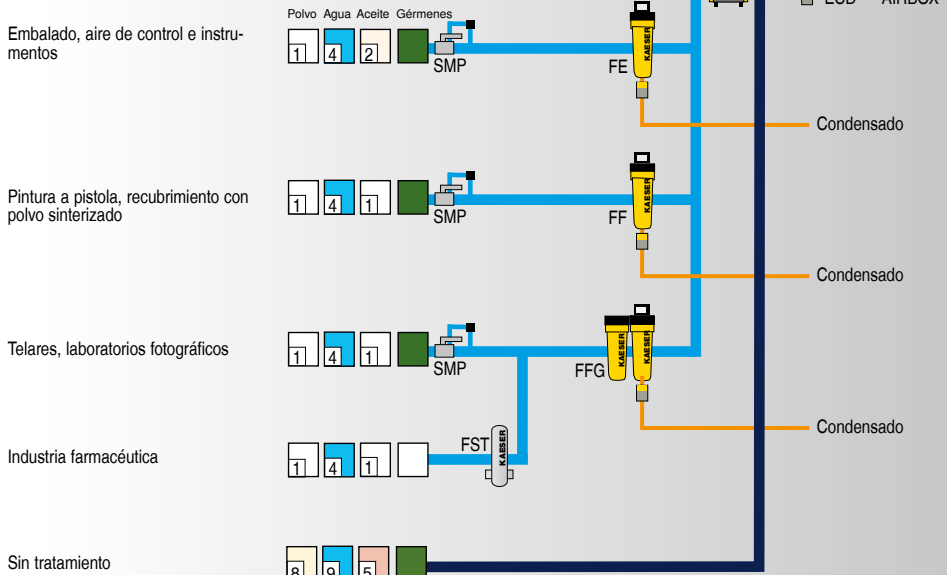 ECD
AIRBOX
Polvo Agua Aceite Gérmenes
Embalado, aire de control e instru-
mentos
1 4 2
SMP
FE
KAESER
Condensado
Pintura a pistola, recubrimiento con
polvo sinterizado
1 4 1
SMP
FF
KAESER
Condensado
Telares, laboratorios fotográficos
1 4 1
SMP
FFG
KAESER
KAESER
Condensado
Industria farmacéutica
1 4 1
FST
KAESER
Sin tratamiento
8 9 5